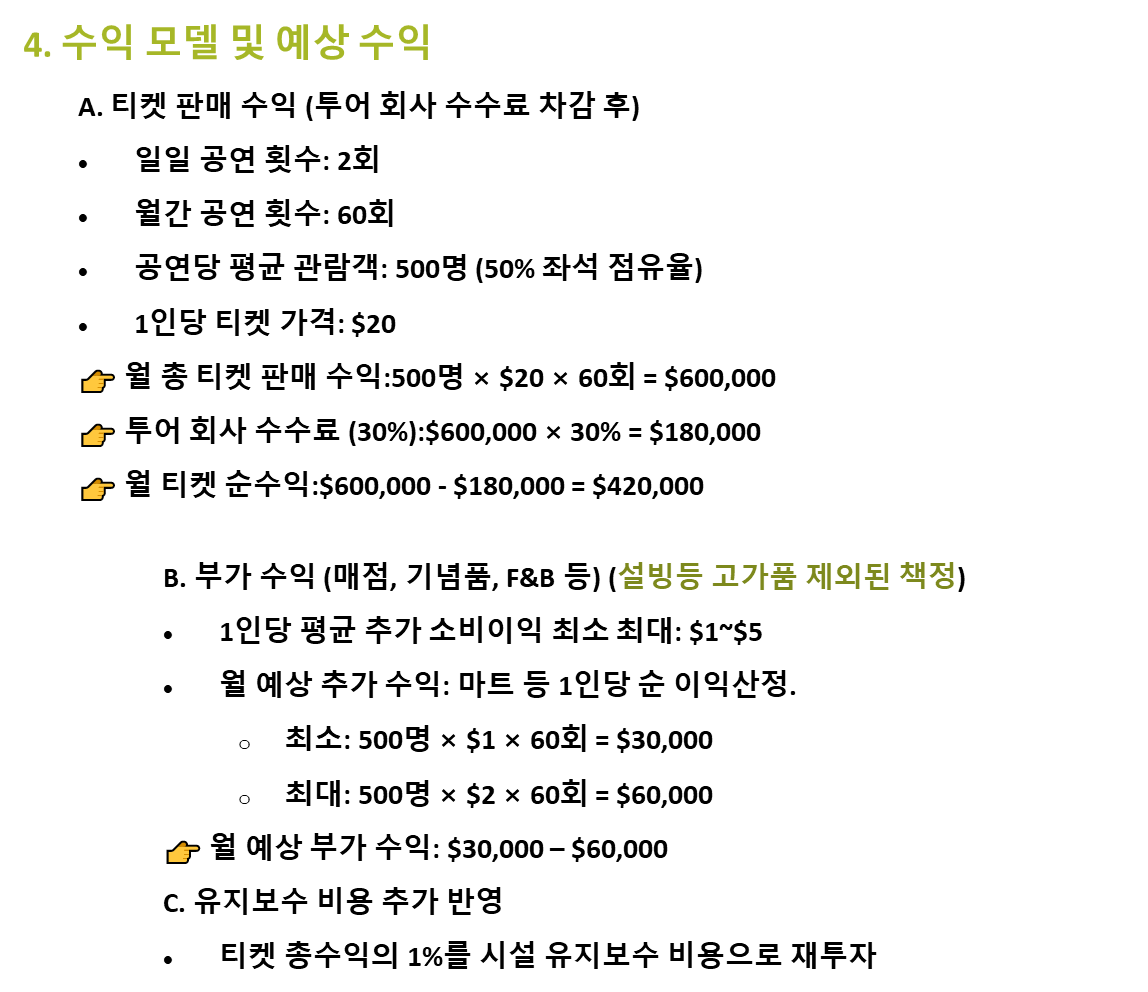 4. 수익 모델 및 예상 수익
A. 티켓 판매 수익 (투어 회사 수수료 차감 후)
• 일일 공연 횟수: 2회
• 월간 공연 횟수: 60회
• 공연당 평균 관람객: 500명 (50% 좌석 점유율)
• 1인당 티켓 가격: $20
👉 월 총 티켓 판매 수익:500명 × $20 × 60회 = $600,000
👉 투어 회사 수수료 (30%):$600,000 × 30% = $180,000
👉 월 티켓 순수익:$600,000 - $180,000 = $420,000
B. 부가 수익 (매점, 기념품, F&B 등) (설빙등 고가품 제외된 책정)
• 1인당 평균 추가 소비이익 최소 최대: $1~$5
• 월 예상 추가 수익: 마트 등 1인당 순 이익산정.
○ 최소: 500명 × $1 × 60회 = $30,000
○ 최대: 500명 × $2 × 60회 = $60,000
👉 월 예상 부가 수익: $30,000 – $60,000
C. 유지보수 비용 추가 반영
• 티켓 총수익의 1%를 시설 유지보수 비용으로 재투자